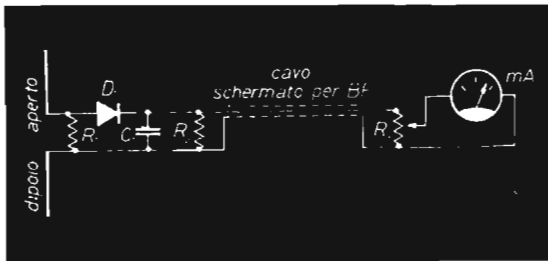 cavo
schermato per BF
mA
D.
aperto
R.
C.
R
R.
dipolo